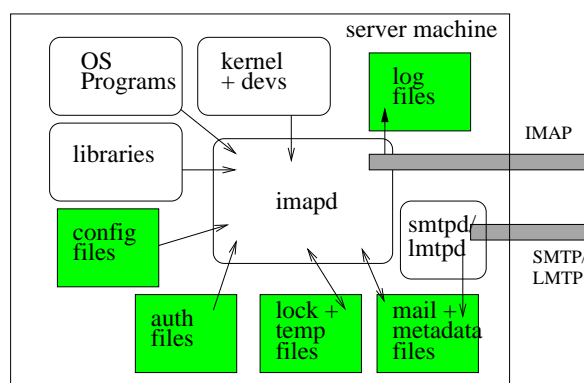 server machine
OS
Programs
kernel
+ devs
log
files
IMAP
libraries
imapd
config
files
smtpd/
lmtpd
SMTP/
LMTP
auth
files
lock +
temp
files
mail +
metadata
files